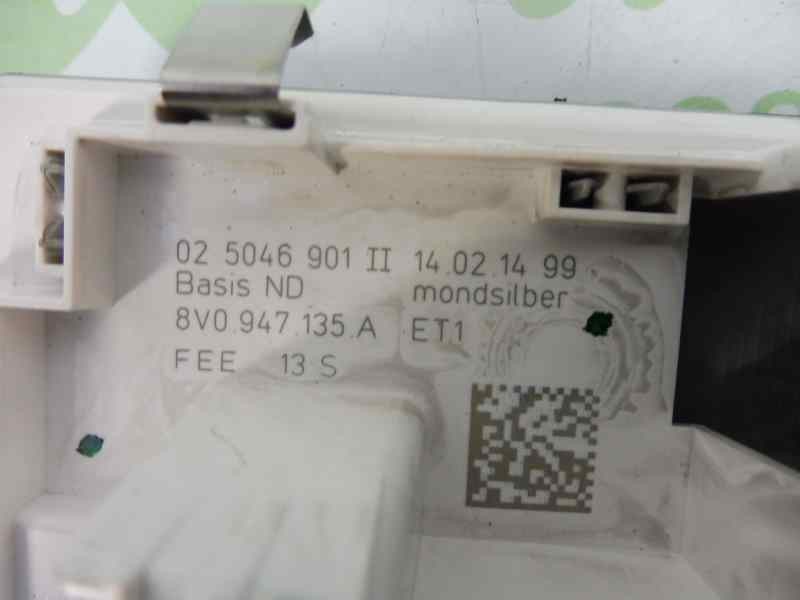 02 5046 901 II 14.02.14 99
Basis ND mondsilber
8V0.947.135.A ET1
FEE 13 S